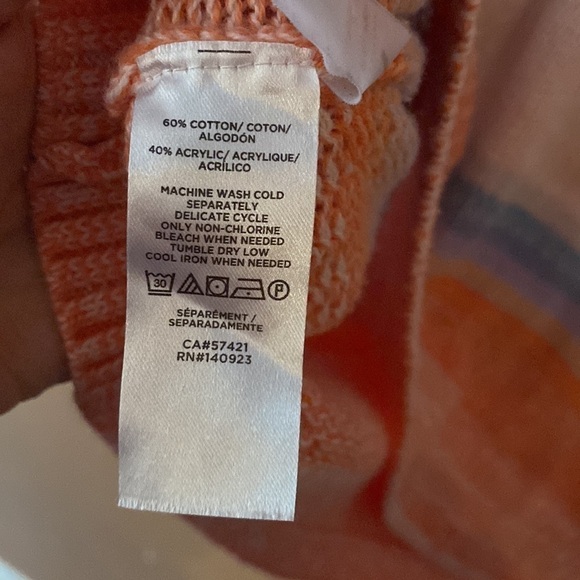 60% COTTON/ COTON/
ALGODÓN
40% ACRYLIC/ ACRYLIQUE/
ACRÍLICO
MACHINE WASH COLD
SEPARATELY
DELICATE CYCLE
ONLY NON-CHLORINE
BLEACH WHEN NEEDED
TUMBLE DRY LOW
COOL IRON WHEN NEEDED
30 P
SÉPARÉMENT /
SEPARADAMENTE
CA#57421
RN#140923